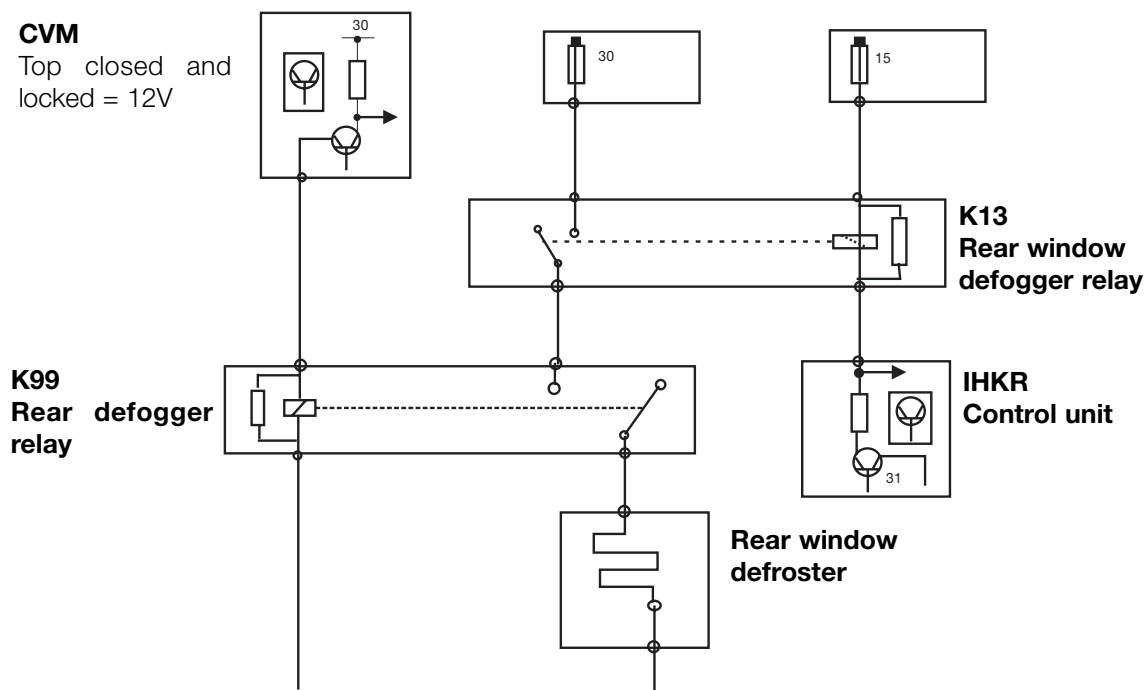 CVM
Top closed and
locked = 12V
30
30
15
K13
Rear window
defogger relay
K99
Rear defogger
relay
IHKR
Control unit
31
Rear window
defroster